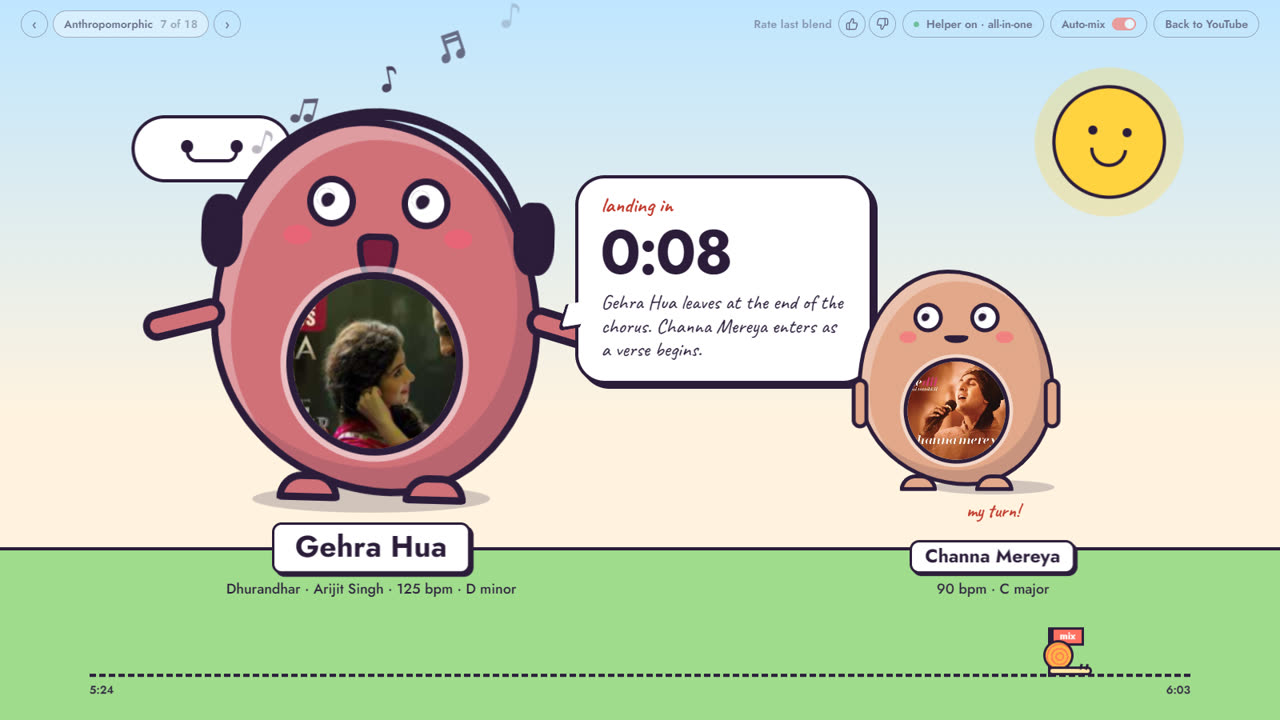 ‹
Anthropomorphic 7 of 18
›
Rate last blend
Helper on · all-in-one
Auto-mix
Back to YouTube
landing in
0:08
Gehra Hua leaves at the end of the
chorus. Channa Mereya enters as
a verse begins.
my turn!
Gehra Hua
Dhurandhar · Arijit Singh · 125 bpm · D minor
Channa Mereya
90 bpm · C major
mix
5:24
6:03